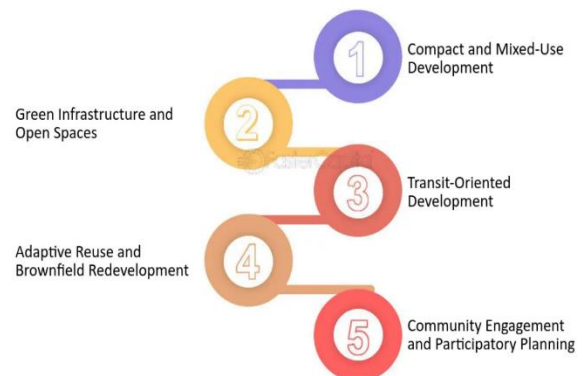 1
Compact and Mixed-Use
Development
Green Infrastructure and
Open Spaces
2
3
Transit-Oriented
Development
Adaptive Reuse and
Brownfield Redevelopment
4
5
Community Engagement
and Participatory Planning